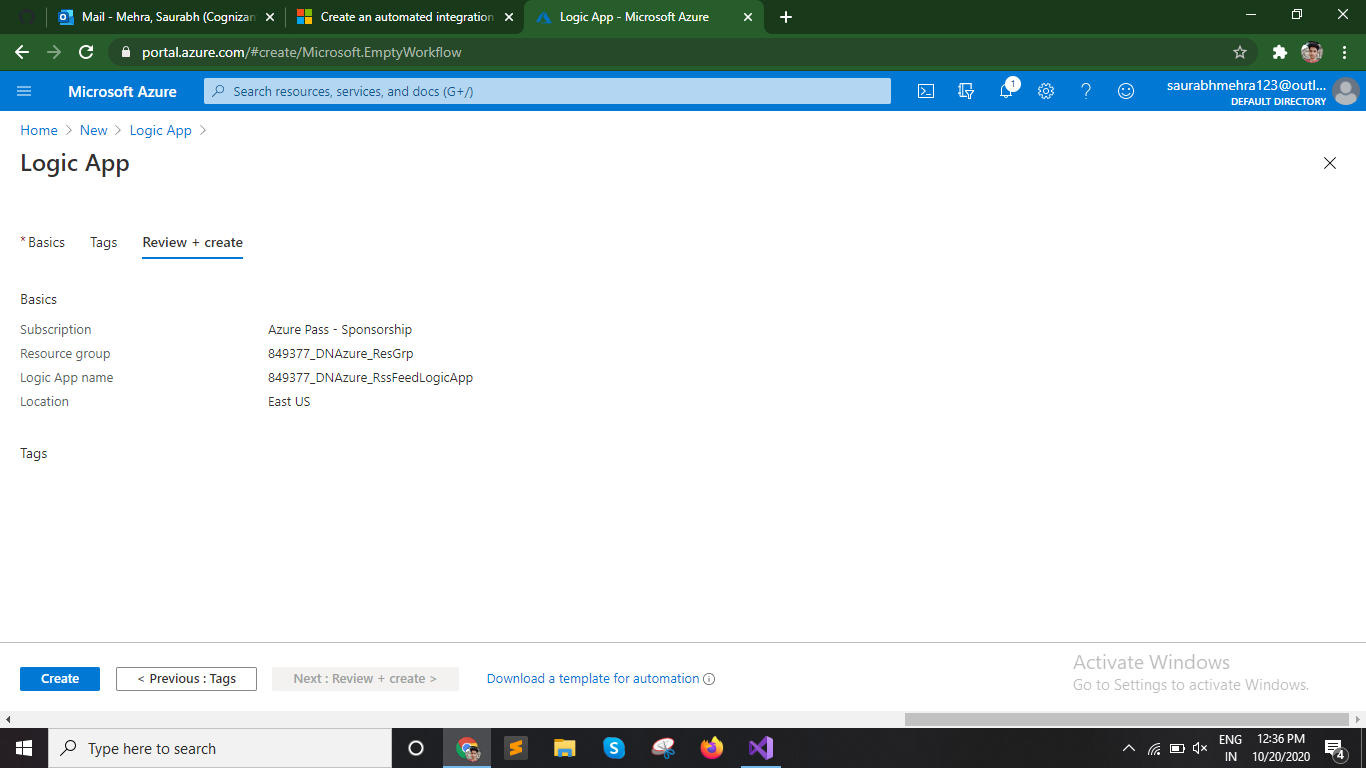 Mail - Mehra, Saurabh (Cognizan
Create an automated integration
Logic App - Microsoft Azure
portal.azure.com/#create/Microsoft.EmptyWorkflow
Microsoft Azure
Search resources, services, and docs (G+/)
1
saurabhmehra123@outl...
DEFAULT DIRECTORY
Home > New > Logic App >
Logic App
* Basics
Tags
Review + create
Basics
Subscription Azure Pass - Sponsorship
Resource group 849377_DNAzure_ResGrp
Logic App name 849377_DNAzure_RssFeedLogicApp
Location East US
Tags
Create
< Previous : Tags
Next : Review + create >
Download a template for automation
Activate Windows
Go to Settings to activate Windows.
Type here to search
ENG
IN
12:36 PM
10/20/2020
4